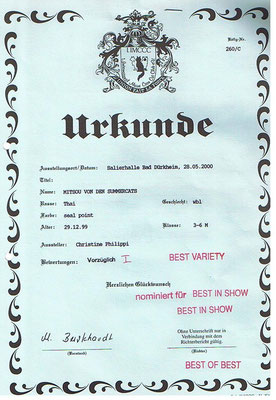 IJMCCC
Käfig-Nr.
260/C
Urkunde
Ausstellungsort/Datum: Salierhalle Bad Dürkheim, 28.05.2000
Titel:
Name: MITSOU VON DEN SUMMERCATS
Rasse: Thai Geschlecht: wbl
Farbe: seal point
Alter: 29.12.99 Klasse: 3-6 M
Aussteller: Christine Philippi
Bewertungen: Vorzüglich I BEST VARIETY
Herzlichen Glückwunsch
nominiert für BEST IN SHOW
BEST IN SHOW
M. Burkhardt
Ohne Unterschrift nur in
Verbindung mit dem
Richterbericht gültig.
(Richter)
BEST OF BEST